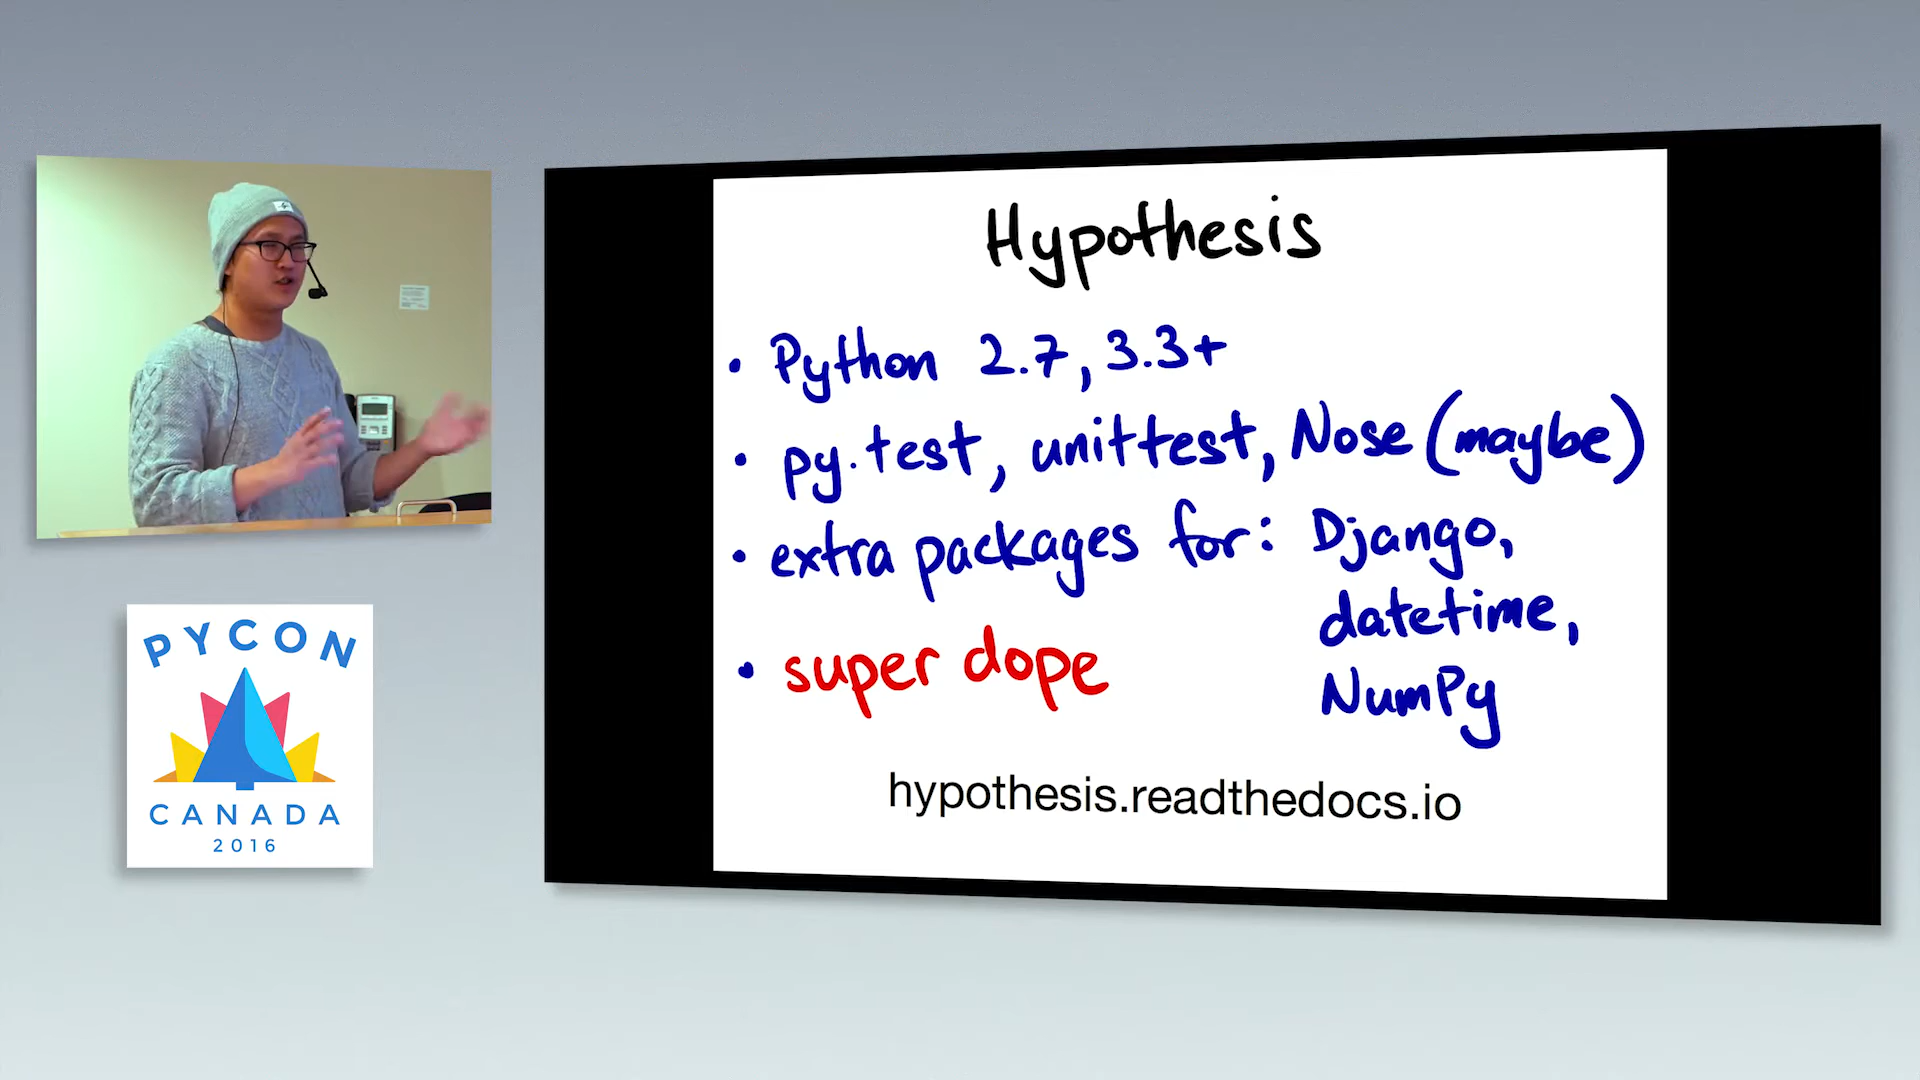 Hypothesis
• Python 2.7, 3.3+
• py.test, unittest, Nose (maybe)
• extra packages for: Django,
datetime,
NumPy
• super dope
hypothesis.readthedocs.io
PYCON
CANADA
2016